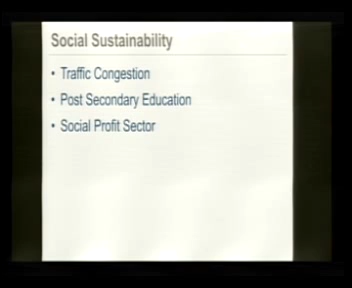 Social Sustainability
• Traffic Congestion
• Post Secondary Education
• Social Profit Sector